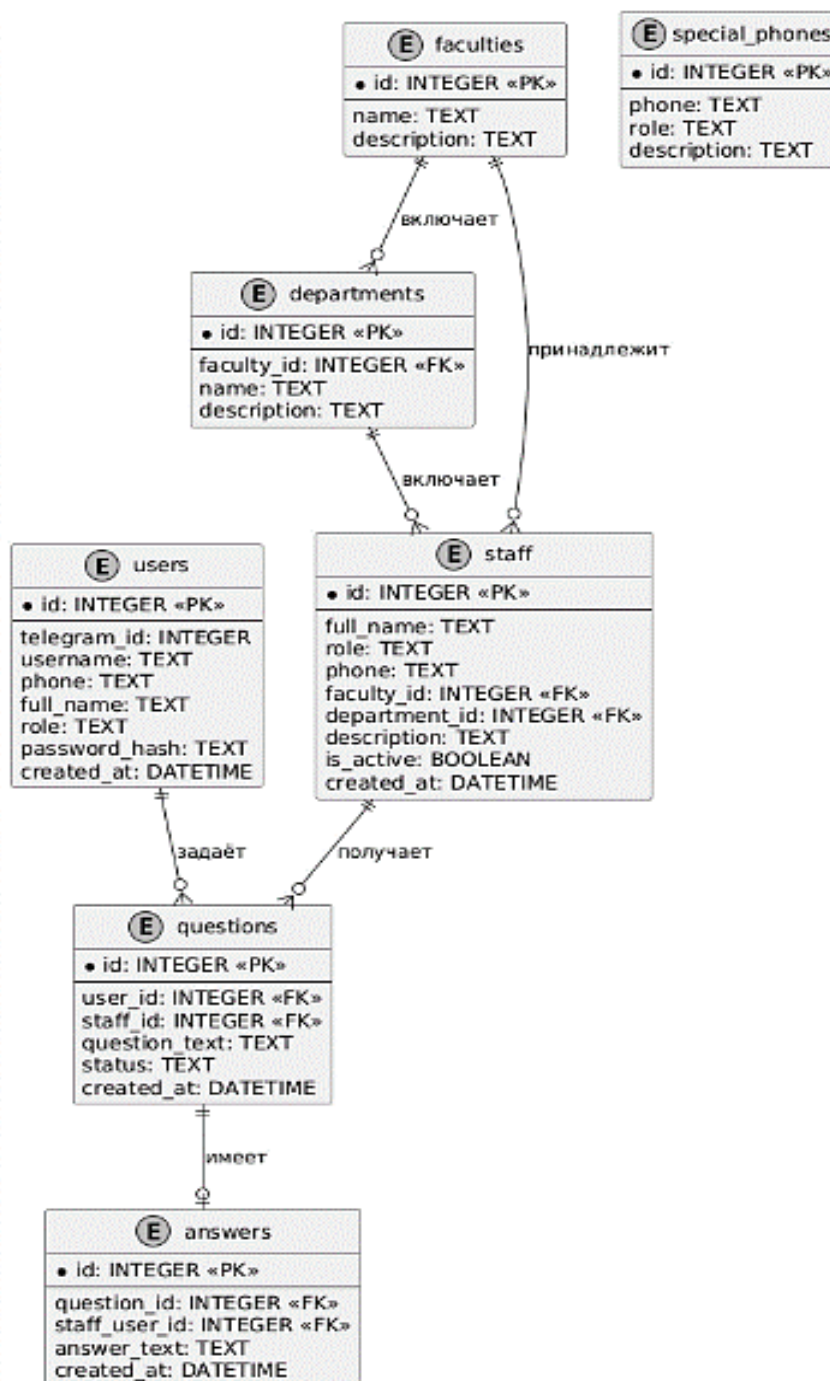 E faculties
• id: INTEGER «PK»
name: TEXT
description: TEXT
E special_phones
• id: INTEGER «PK»
phone: TEXT
role: TEXT
description: TEXT
включает
E departments
• id: INTEGER «PK»
faculty_id: INTEGER «FK»
name: TEXT
description: TEXT
принадлежит
включает
E users
• id: INTEGER «PK»
telegram_id: INTEGER
username: TEXT
phone: TEXT
full_name: TEXT
role: TEXT
password_hash: TEXT
created_at: DATETIME
E staff
• id: INTEGER «PK»
full_name: TEXT
role: TEXT
phone: TEXT
faculty_id: INTEGER «FK»
department_id: INTEGER «FK»
description: TEXT
is_active: BOOLEAN
created_at: DATETIME
задаёт
получает
E questions
• id: INTEGER «PK»
user_id: INTEGER «FK»
staff_id: INTEGER «FK»
question_text: TEXT
status: TEXT
created_at: DATETIME
имеет
E answers
• id: INTEGER «PK»
question_id: INTEGER «FK»
staff_user_id: INTEGER «FK»
answer_text: TEXT
created_at: DATETIME